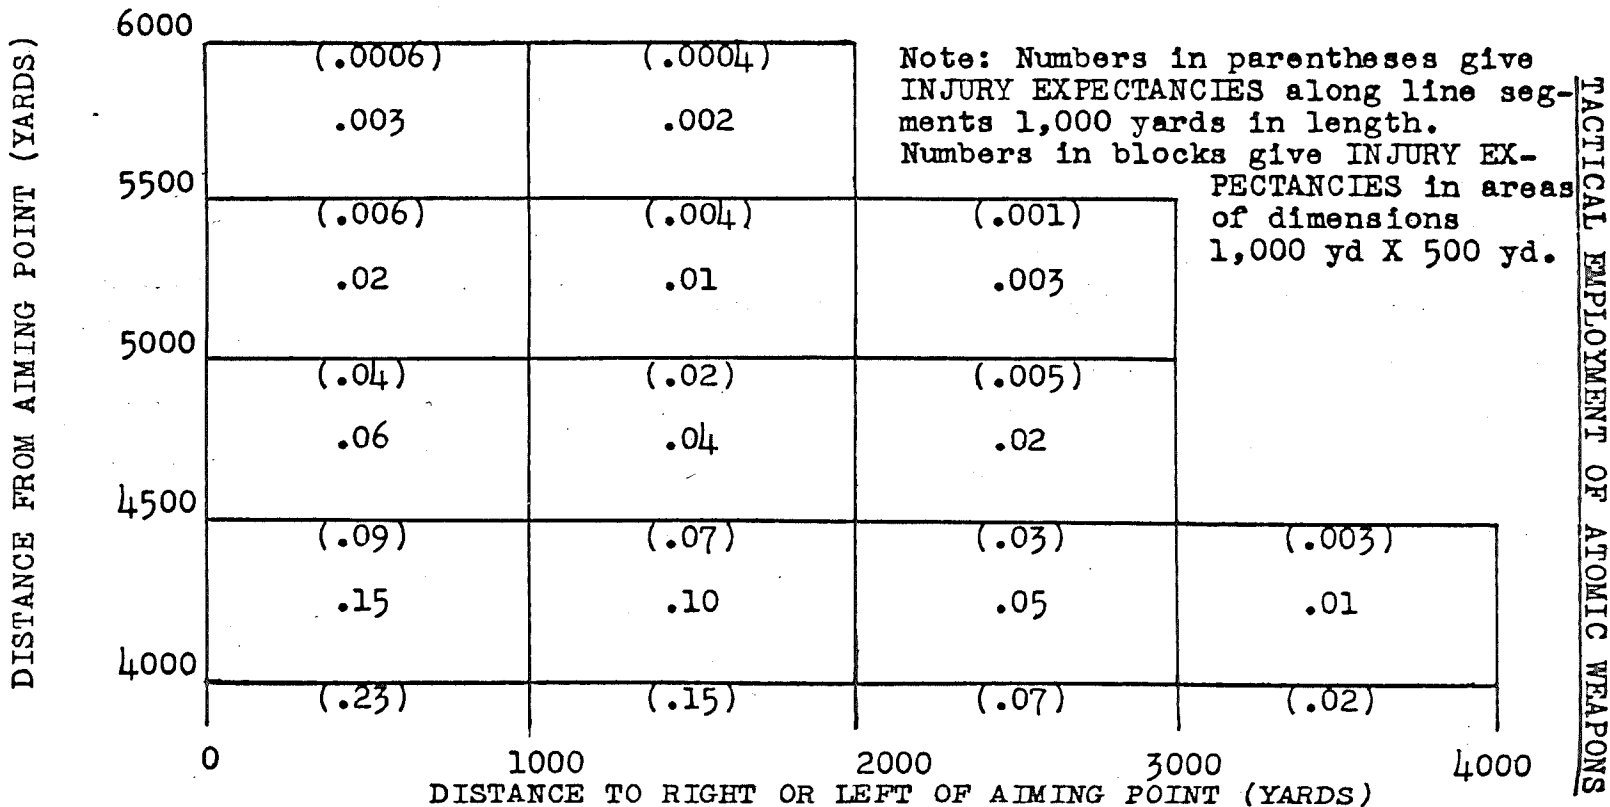 6000
(.0006) (.0004)
.003 .002
Note: Numbers in parentheses give
INJURY EXPECTANCIES along line seg-
ments 1,000 yards in length.
Numbers in blocks give INJURY EX-
PECTANCIES in areas
of dimensions
1,000 yd X 500 yd.
5500
(.006) (.004) (.001)
.02 .01 .003
5000
(.04) (.02) (.005)
.06 .04 .02
4500
(.09) (.07) (.03) (.003)
.15 .10 .05 .01
4000
(.23) (.15) (.07) (.02)
0 1000 2000 3000 4000
DISTANCE TO RIGHT OR LEFT OF AIMING POINT (YARDS)
DISTANCE FROM AIMING POINT (YARDS)
TACTICAL EMPLOYMENT OF ATOMIC WEAPONS